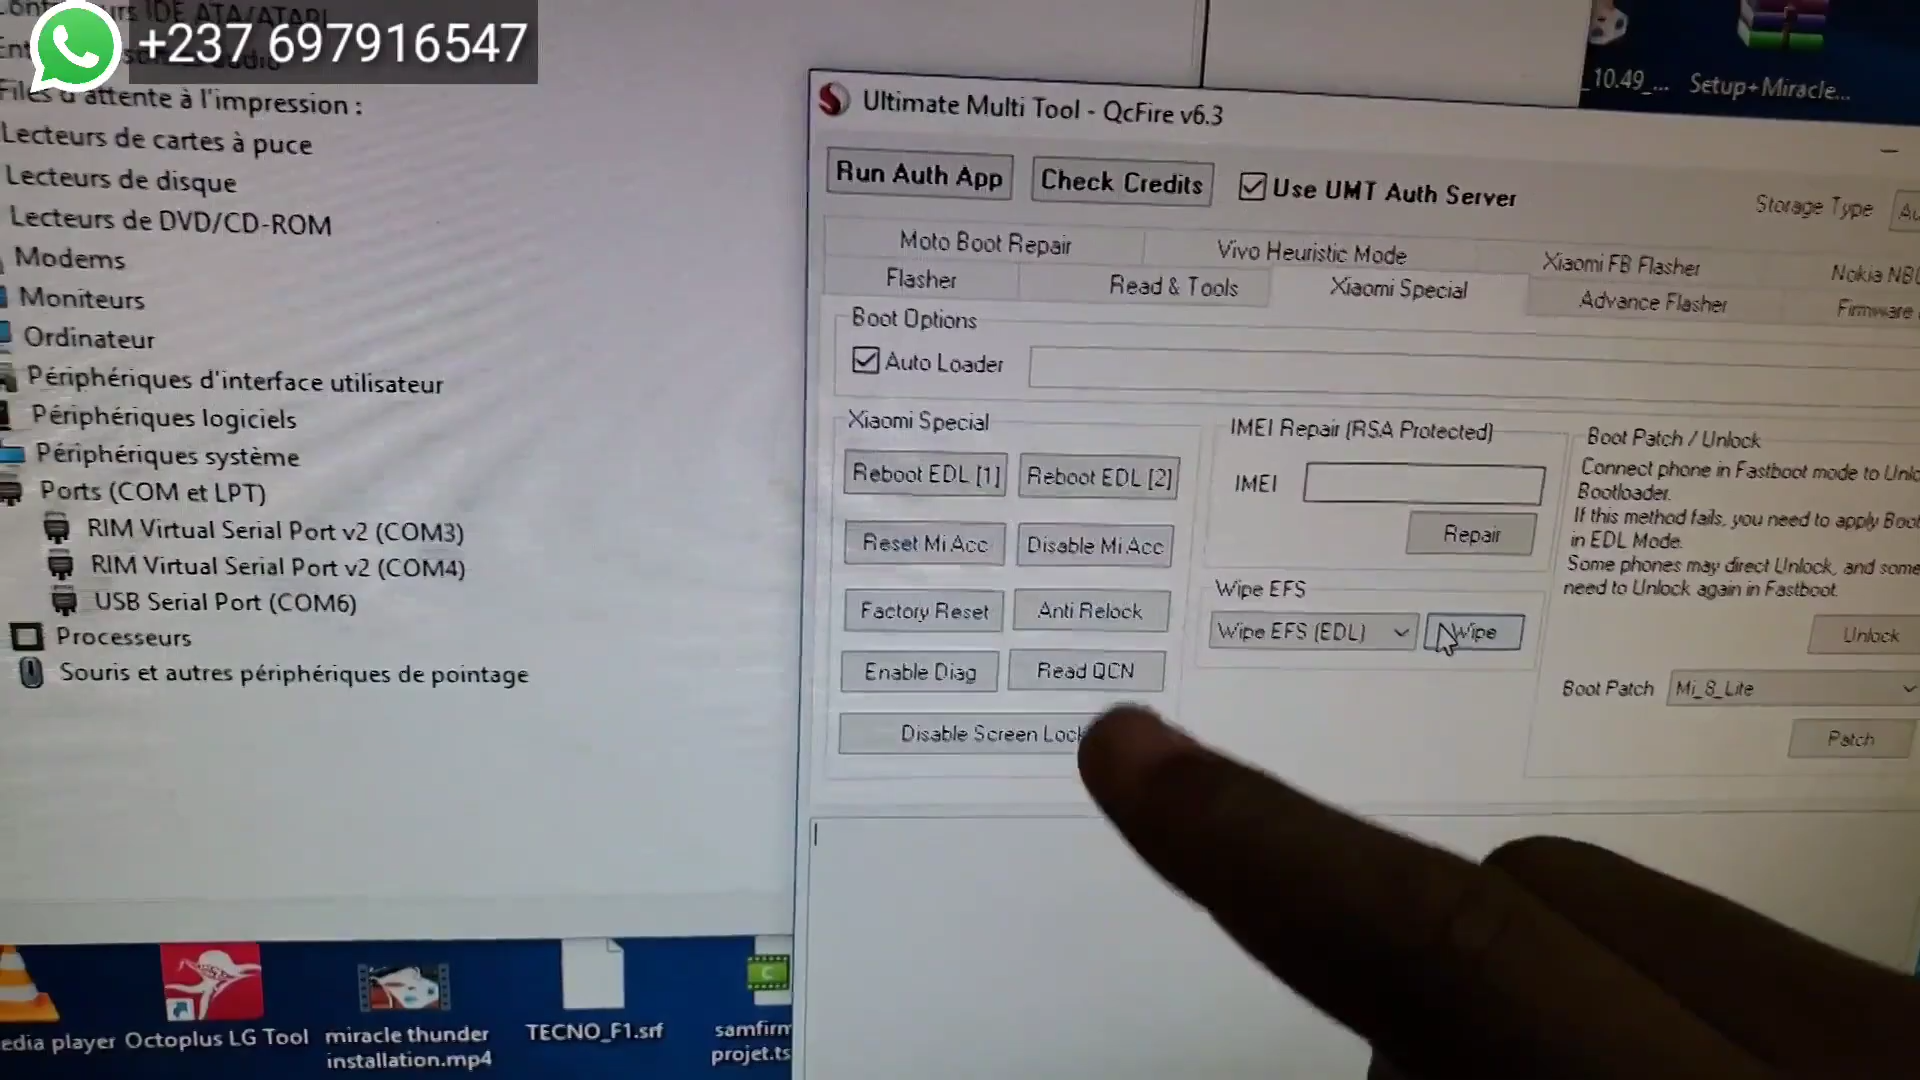 +237 697916547
Files d'attente à l'impression :
Lecteurs de cartes à puce
Lecteurs de disque
Lecteurs de DVD/CD-ROM
Modems
Moniteurs
Ordinateur
Périphériques d'interface utilisateur
Périphériques logiciels
Périphériques système
Ports (COM et LPT)
RIM Virtual Serial Port v2 (COM3)
RIM Virtual Serial Port v2 (COM4)
USB Serial Port (COM6)
Processeurs
Souris et autres périphériques de pointage
_10.49_...
Setup+Miracle...
Ultimate Multi Tool - QcFire v6.3
Run Auth App
Check Credits
Use UMT Auth Server
Storage Type
Moto Boot Repair
Vivo Heuristic Mode
Xiaomi FB Flasher
Nokia
Flasher
Read & Tools
Xiaomi Special
Advance Flasher
Firmware
Boot Options
Auto Loader
Xiaomi Special
Reboot EDL [1]
Reboot EDL [2]
Reset Mi Acc
Disable Mi Acc
Factory Reset
Anti Relock
Enable Diag
Read QCN
Disable Screen Lock
IMEI Repair (RSA Protected)
IMEI
Repair
Wipe EFS
Wipe EFS (EDL)
Wipe
Boot Patch / Unlock
Connect phone in Fastboot mode to
Bootloader.
If this method fails, you need to apply
in EDL Mode.
Some phones may direct Unlock, and some
need to Unlock again in Fastboot.
Unlock
Boot Patch
Mi_8_Lite
Patch
edia player
Octoplus LG Tool
miracle thunder
installation.mp4
TECNO_F1.srf
samfirm
projet.ts